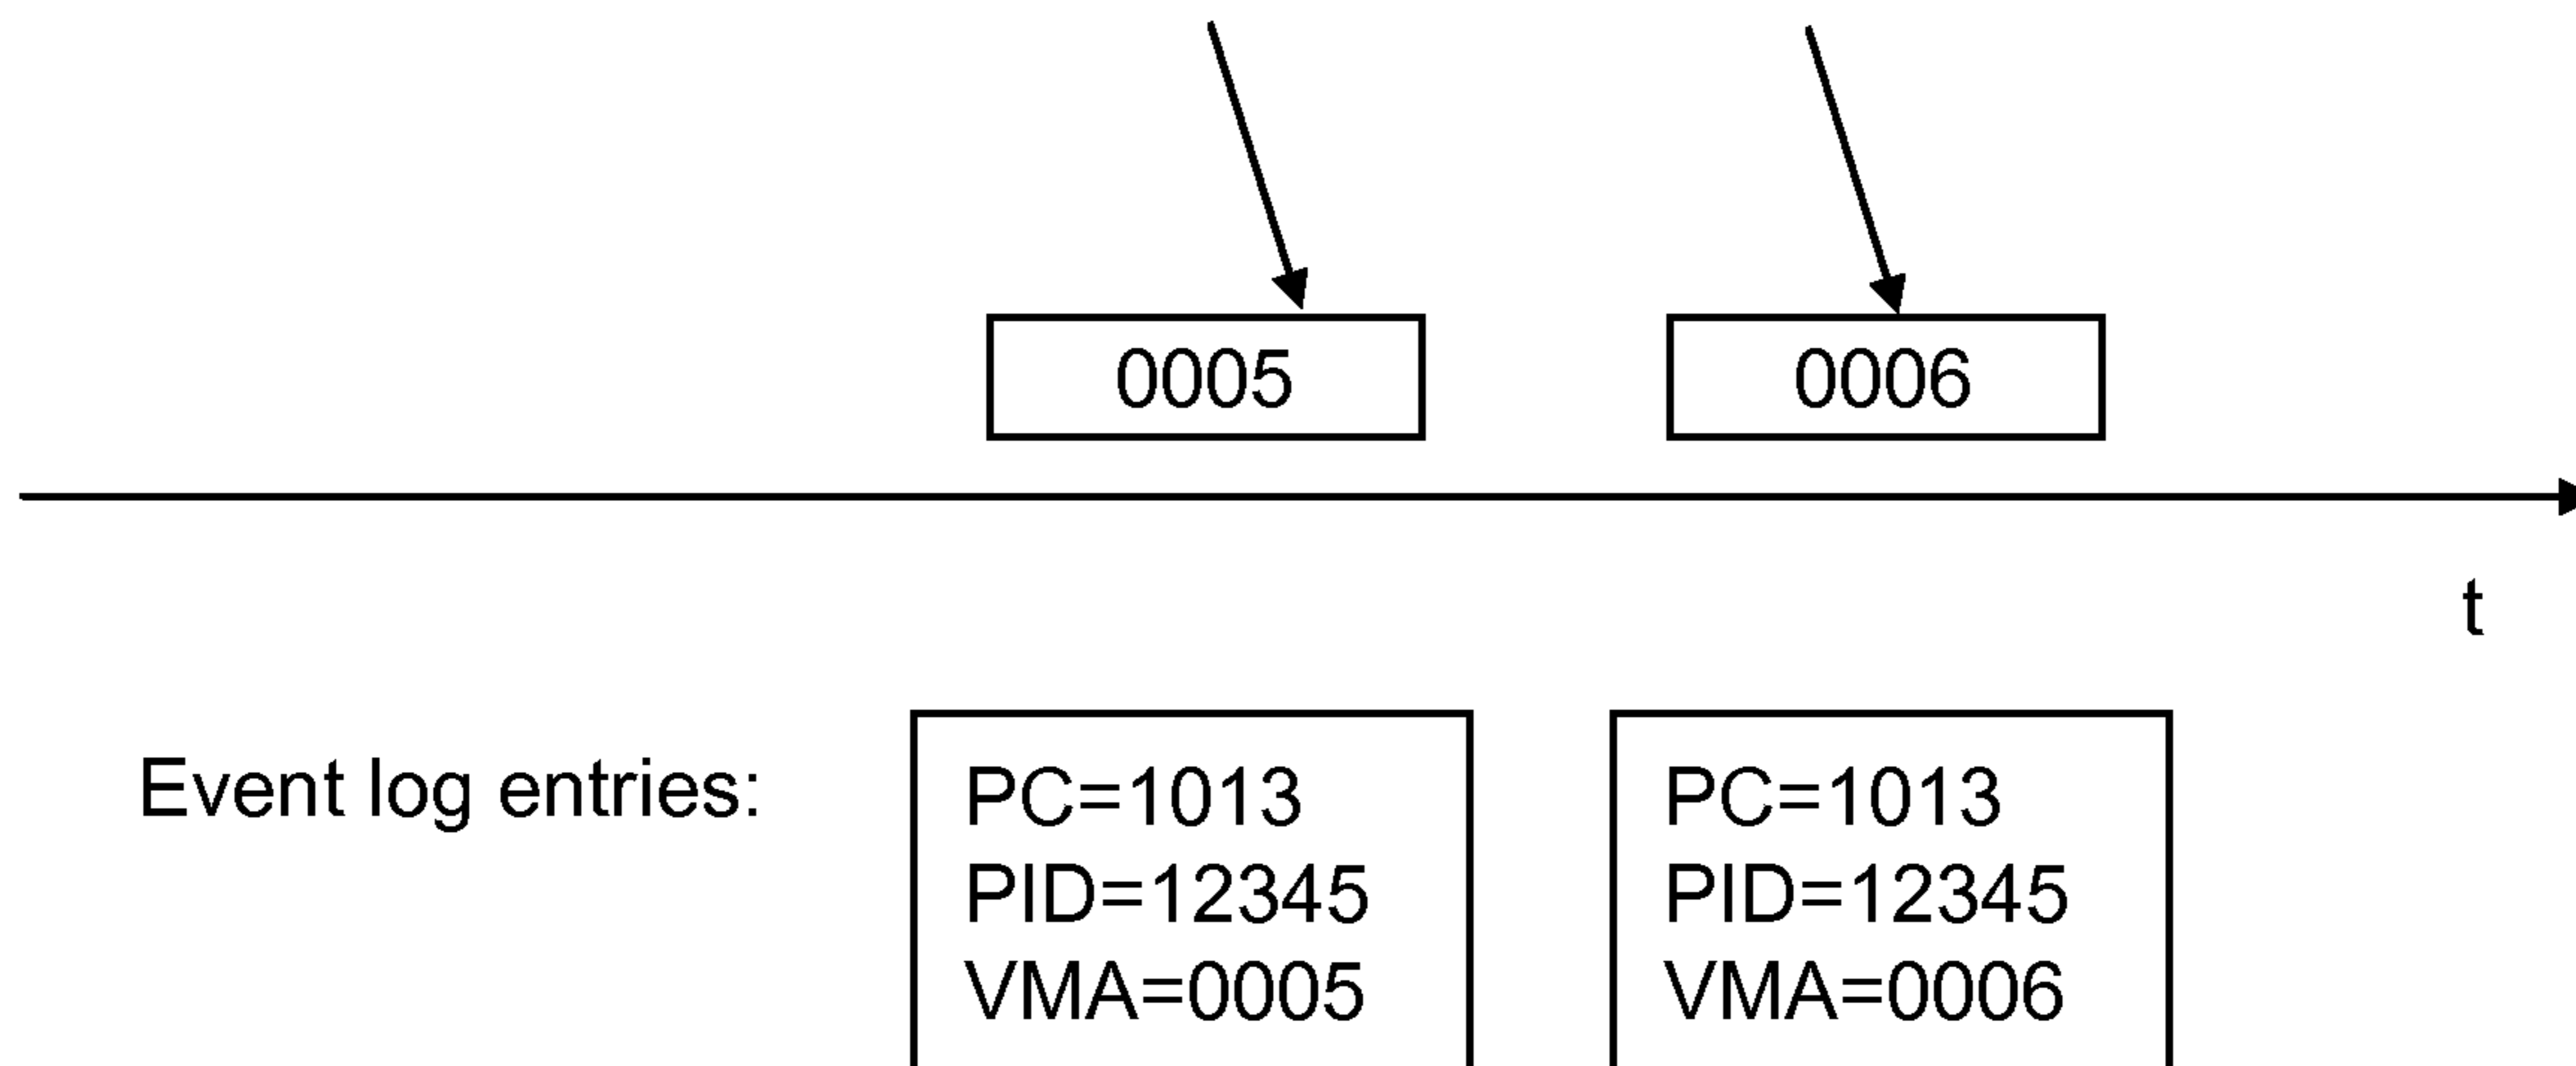 0005
0006
t
Event log entries:
PC=1013
PID=12345
VMA=0005
PC=1013
PID=12345
VMA=0006